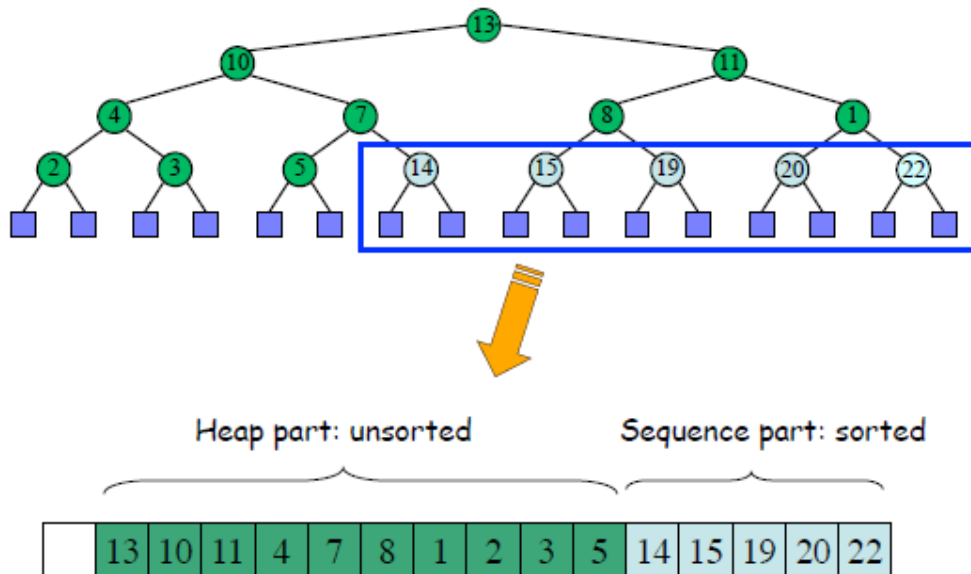 13
10 11
4 7 8 1
2 3 5 14 15 19 20 22
Heap part: unsorted Sequence part: sorted
13 10 11 4 7 8 1 2 3 5 14 15 19 20 22